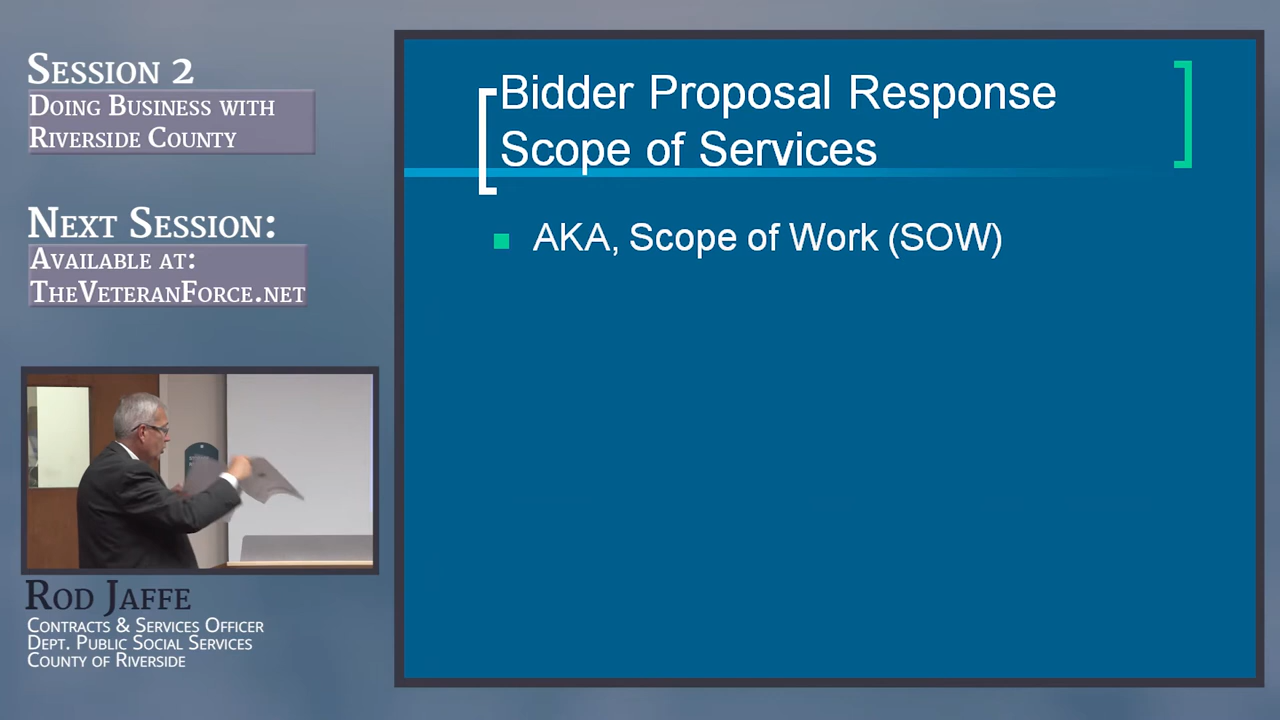 SESSION 2
DOING BUSINESS WITH
RIVERSIDE COUNTY
NEXT SESSION:
AVAILABLE AT:
THEVETERANFORCE.NET
ROD JAFFE
CONTRACTS & SERVICES OFFICER
DEPT. PUBLIC SOCIAL SERVICES
COUNTY OF RIVERSIDE
Bidder Proposal Response
Scope of Services
AKA, Scope of Work (SOW)